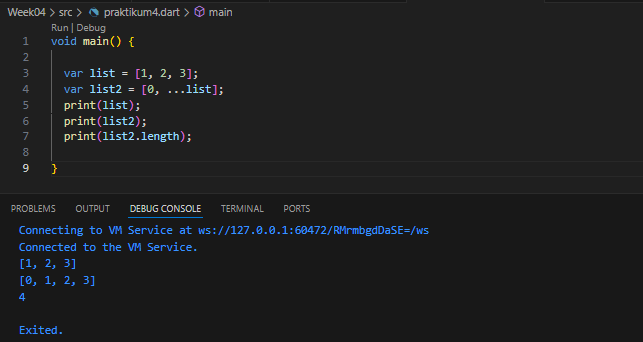 Week04 > src > praktikum4.dart > main
Run | Debug
1 void main() {
2
3 var list = [1, 2, 3];
4 var list2 = [0, ...list];
5 print(list);
6 print(list2);
7 print(list2.length);
8
9 }
PROBLEMS OUTPUT DEBUG CONSOLE TERMINAL PORTS
Connecting to VM Service at ws://127.0.0.1:60472/RMrmbgdDaSE=/ws
Connected to the VM Service.
[1, 2, 3]
[0, 1, 2, 3]
4
Exited.